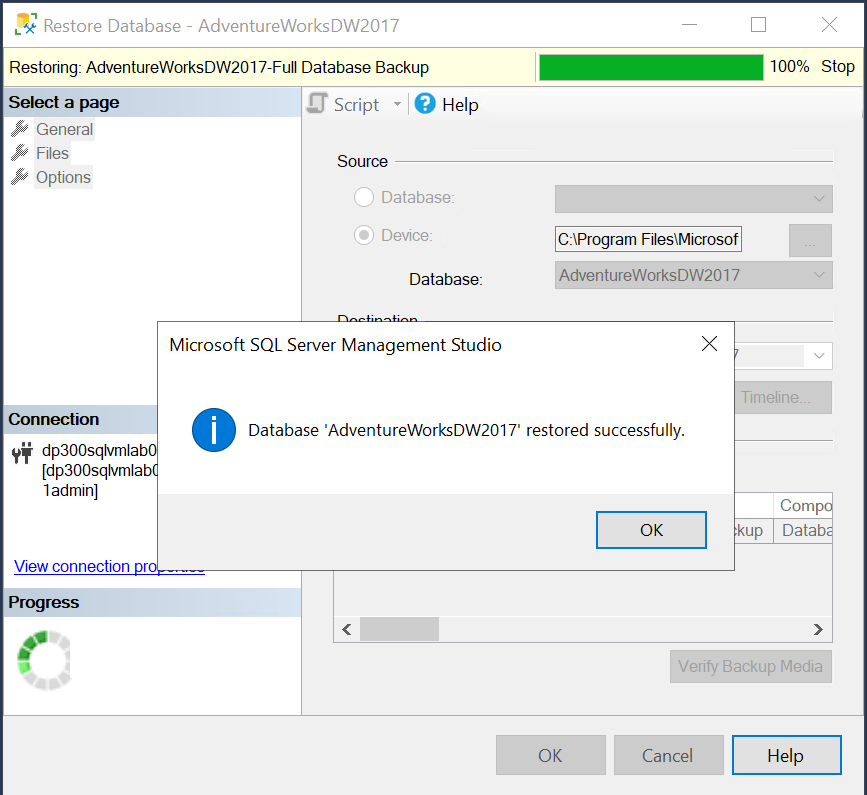 Restore Database - AdventureWorksDW2017
Restoring: AdventureWorksDW2017-Full Database Backup
100%
Stop
Select a page
General
Files
Options
Script
Help
Source
Database:
Device:
C:\Program Files\Microsof
...
Database:
AdventureWorksDW2017
Destination
7
Timeline...
Microsoft SQL Server Management Studio
Database 'AdventureWorksDW2017' restored successfully.
OK
Connection
dp300sqlvmlab0
[dp300sqlvmlab0
1admin]
View connection properties
Compo
ckup
Databa
Progress
Verify Backup Media
OK
Cancel
Help